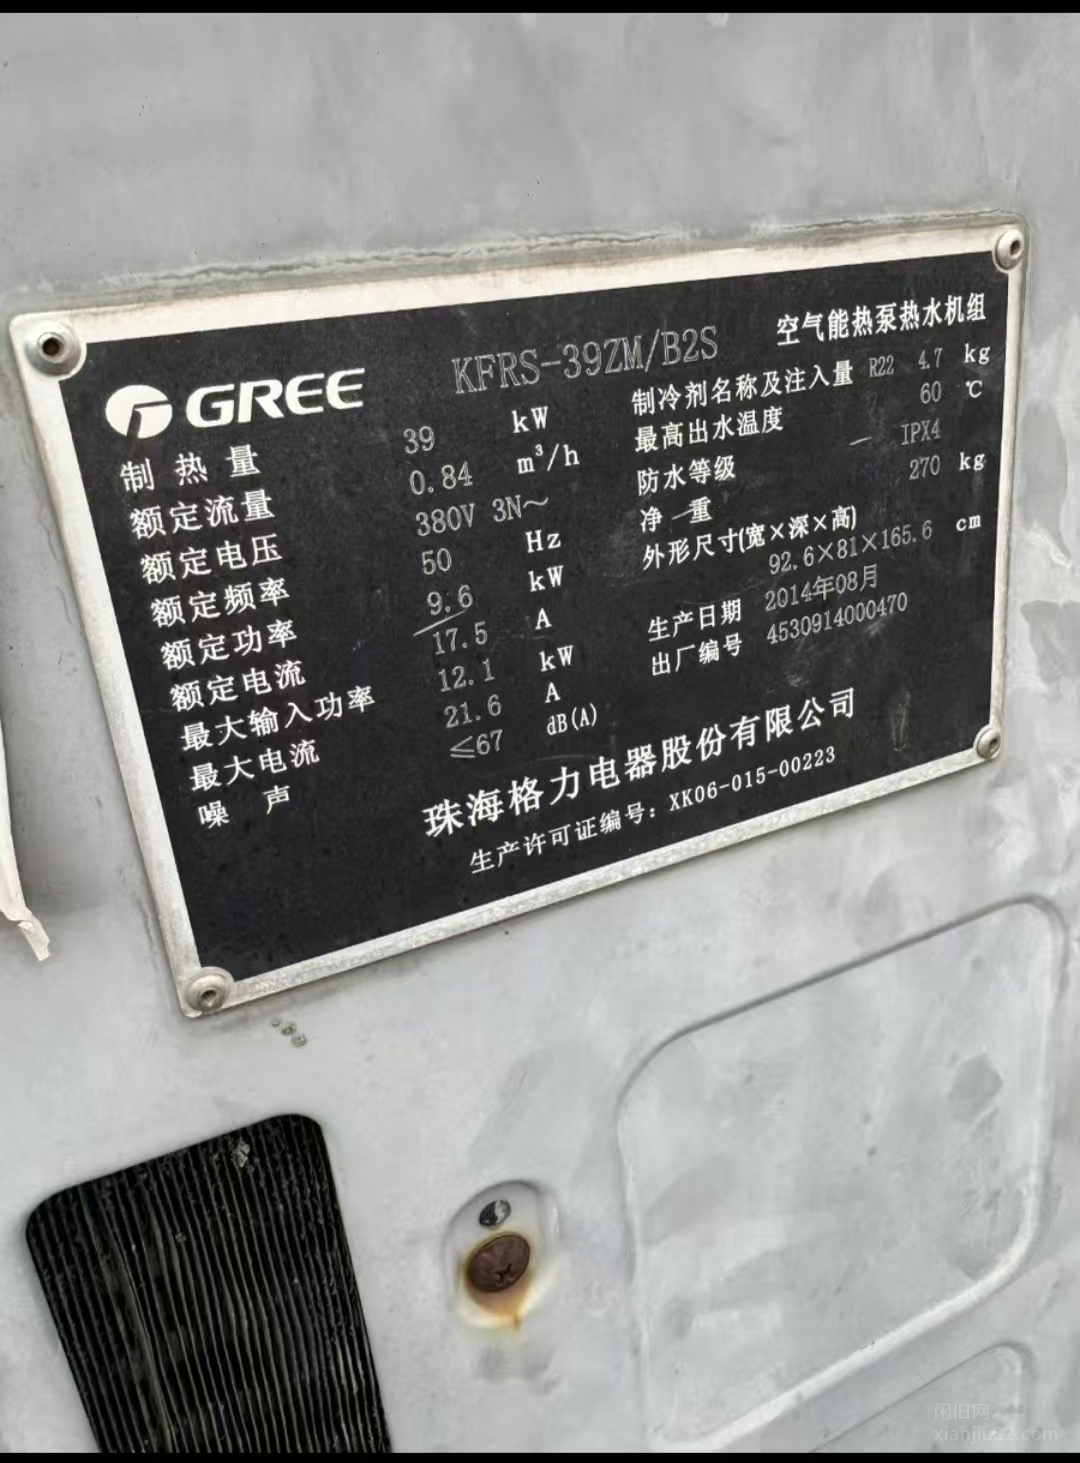 GREE
KFRS-39ZM/B2S
空气能热泵热水机组
制热量 39 kW
额定流量 0.84 m³/h
额定电压 380V 3N～
额定频率 50 Hz
额定功率 9.6 kW
额定电流 17.5 A
最大输入功率 12.1 kW
最大电流 21.6 A
噪声 ≤67 dB(A)
制冷剂名称及注入量 R22 4.7 kg
最高出水温度 60 ℃
防水等级 IPX4
净重 270 kg
外形尺寸(宽×深×高)
92.6×81×165.6 cm
生产日期 2014年08月
出厂编号 4530914000470
珠海格力电器股份有限公司
生产许可证编号：XK06-015-00223
闲旧网